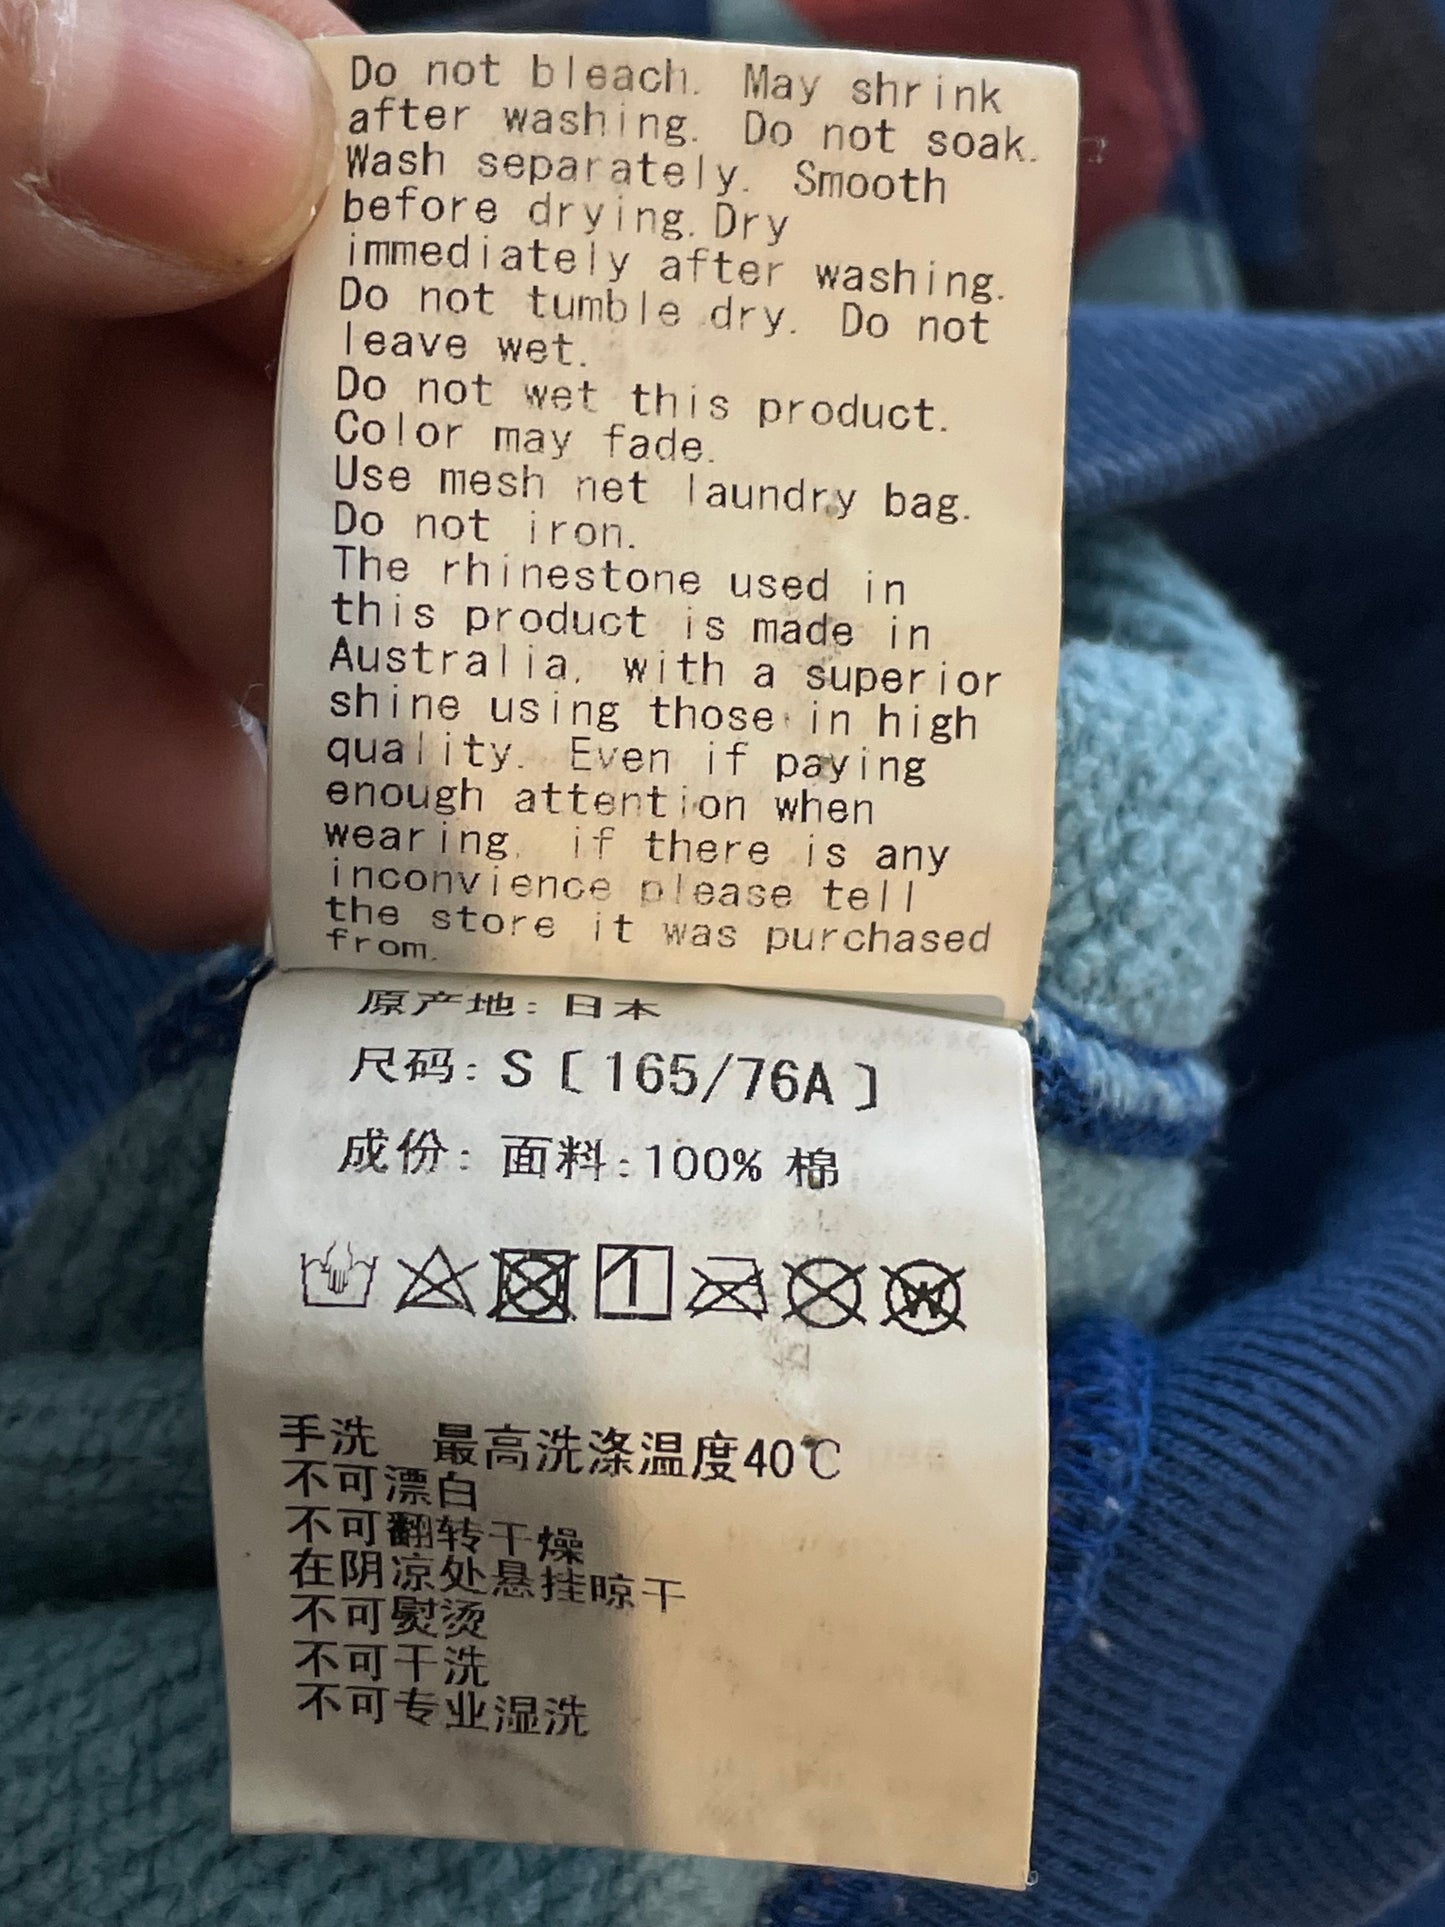 Do not bleach. May shrink
after washing. Do not soak.
Wash separately. Smooth
before drying. Dry
immediately after washing.
Do not tumble dry. Do not
leave wet.
Do not wet this product.
Color may fade.
Use mesh net laundry bag.
Do not iron.
The rhinestone used in
this product is made in
Australia, with a superior
shine using those in high
quality. Even if paying
enough attention when
wearing, if there is any
inconvience please tell
the store it was purchased
from.
原产地: 日本
尺码: S〔165/76A〕
成份: 面料:100% 棉
W
手洗 最高洗涤温度40℃
不可漂白
不可翻转干燥
在阴凉处悬挂晾干
不可熨烫
不可干洗
不可专业湿洗